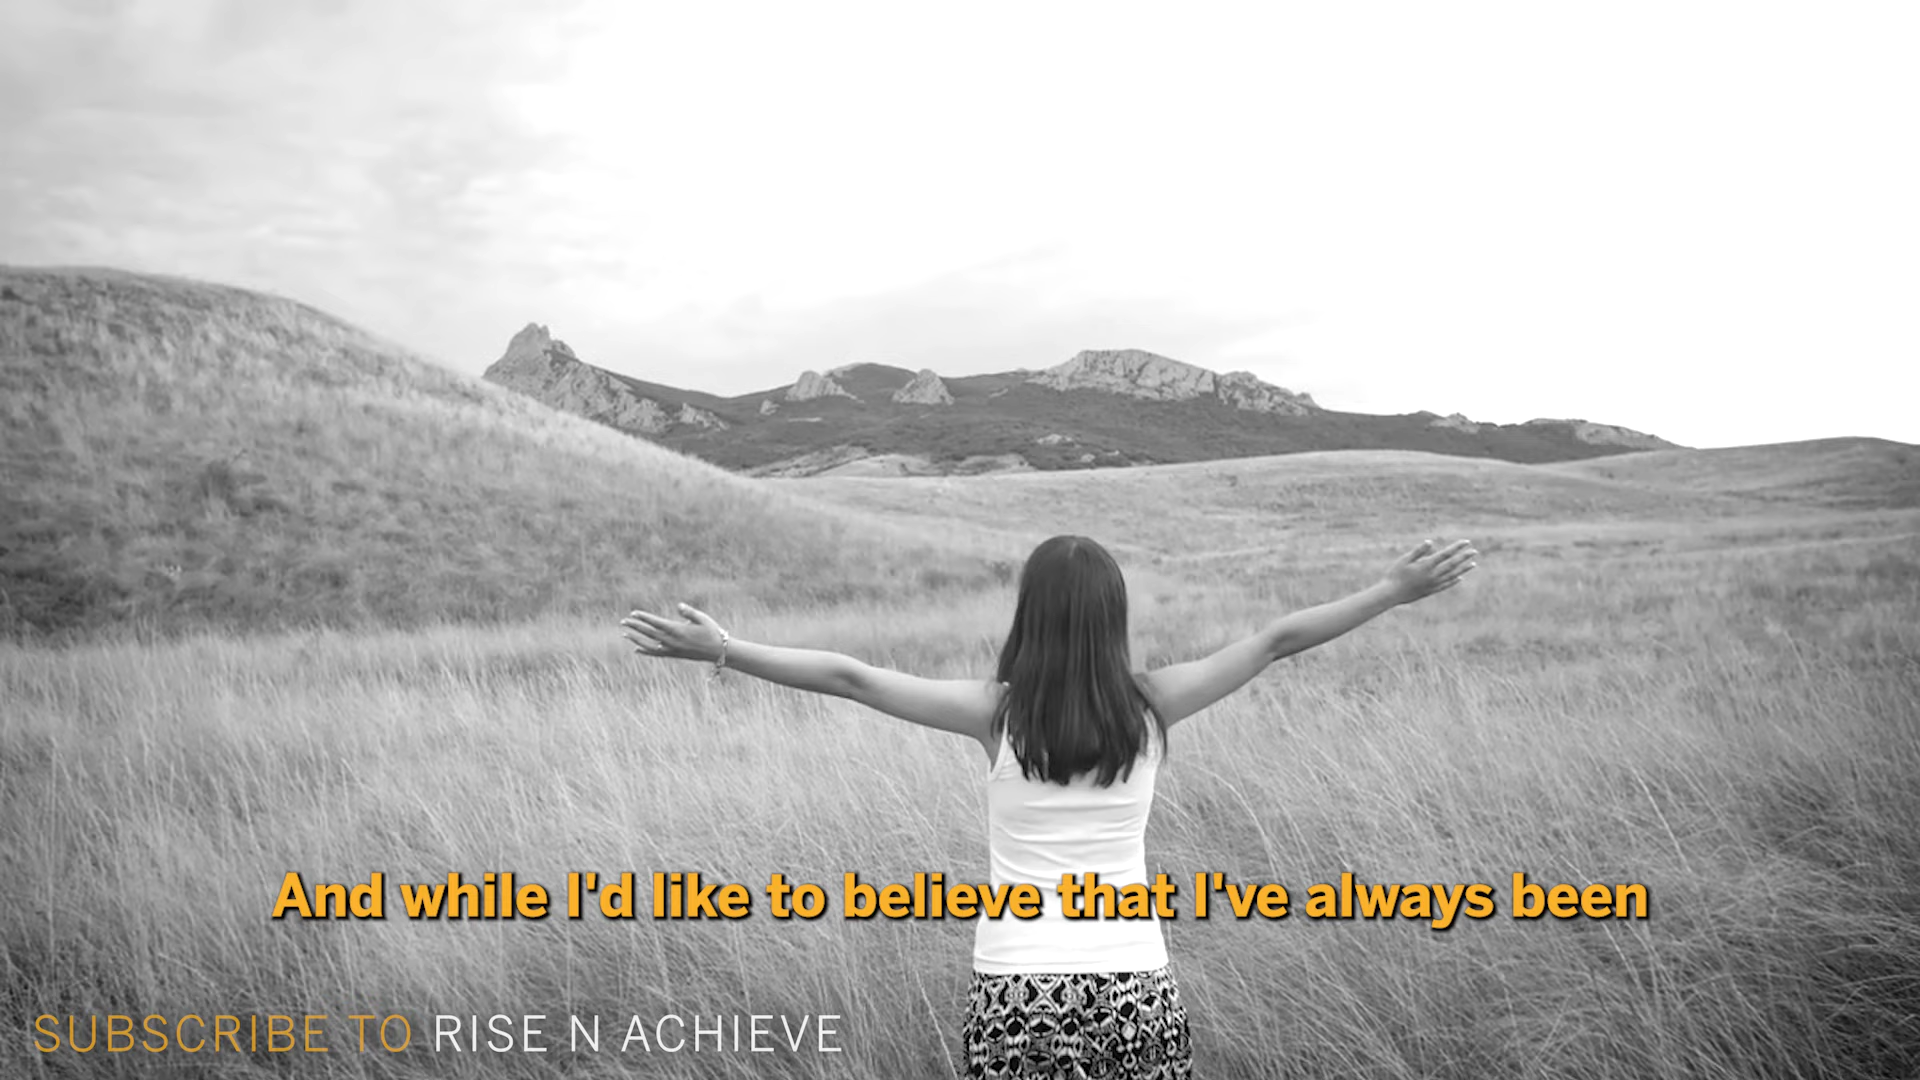 And while I'd like to believe that I've always been
SUBSCRIBE TO RISE N ACHIEVE